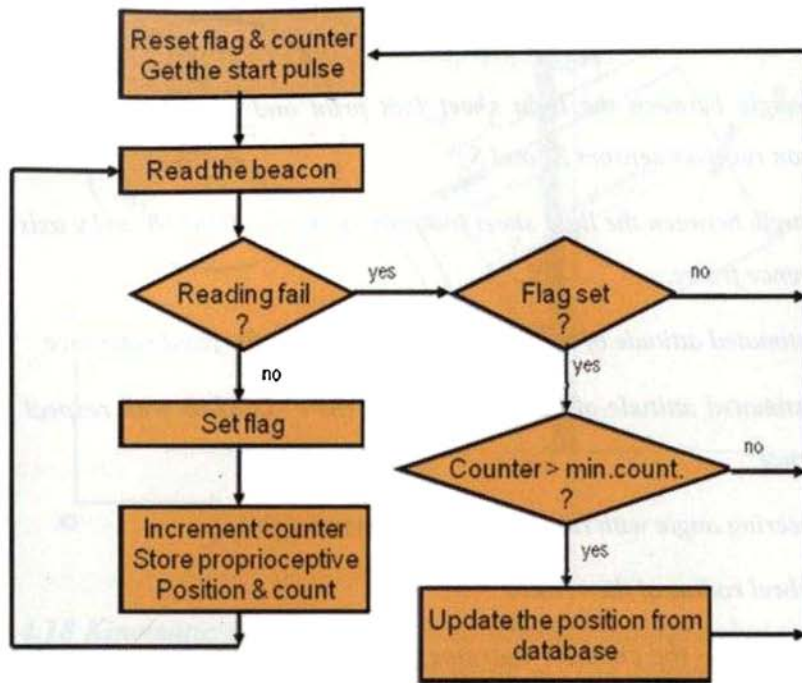 Reset flag & counter
Get the start pulse
Read the beacon
Reading fail
?
yes
Flag set
?
no
no
yes
Set flag
Counter > min.count.
?
no
Increment counter
Store proprioceptive
Position & count
yes
Update the position from
database